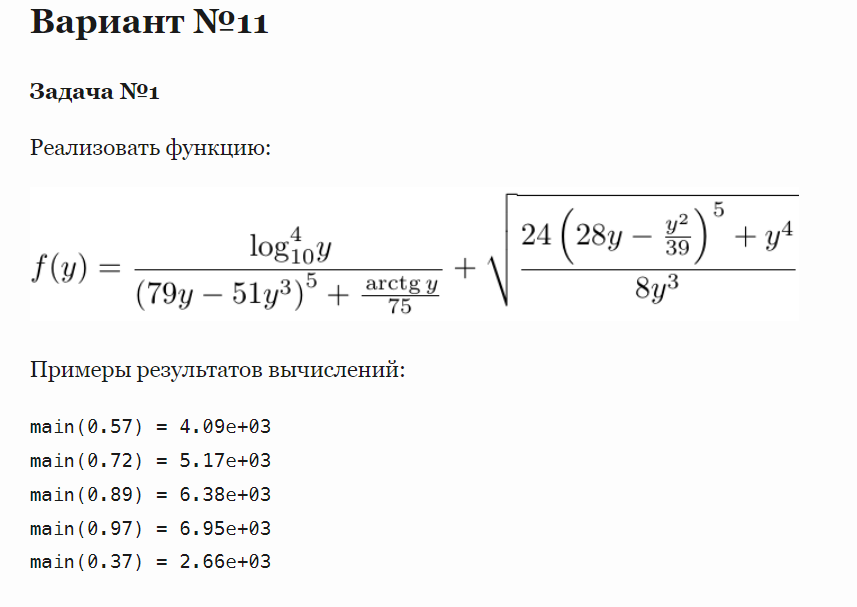 Вариант №11
Задача №1
Реализовать функцию:
f(y) = \frac{\log_{10}^{4} y}{(79y - 51y^3)^5 + \frac{\operatorname{arctg} y}{75}} + \sqrt{\frac{24\left(28y - \frac{y^2}{39}\right)^5 + y^4}{8y^3}}
Примеры результатов вычислений:
main(0.57) = 4.09e+03
main(0.72) = 5.17e+03
main(0.89) = 6.38e+03
main(0.97) = 6.95e+03
main(0.37) = 2.66e+03